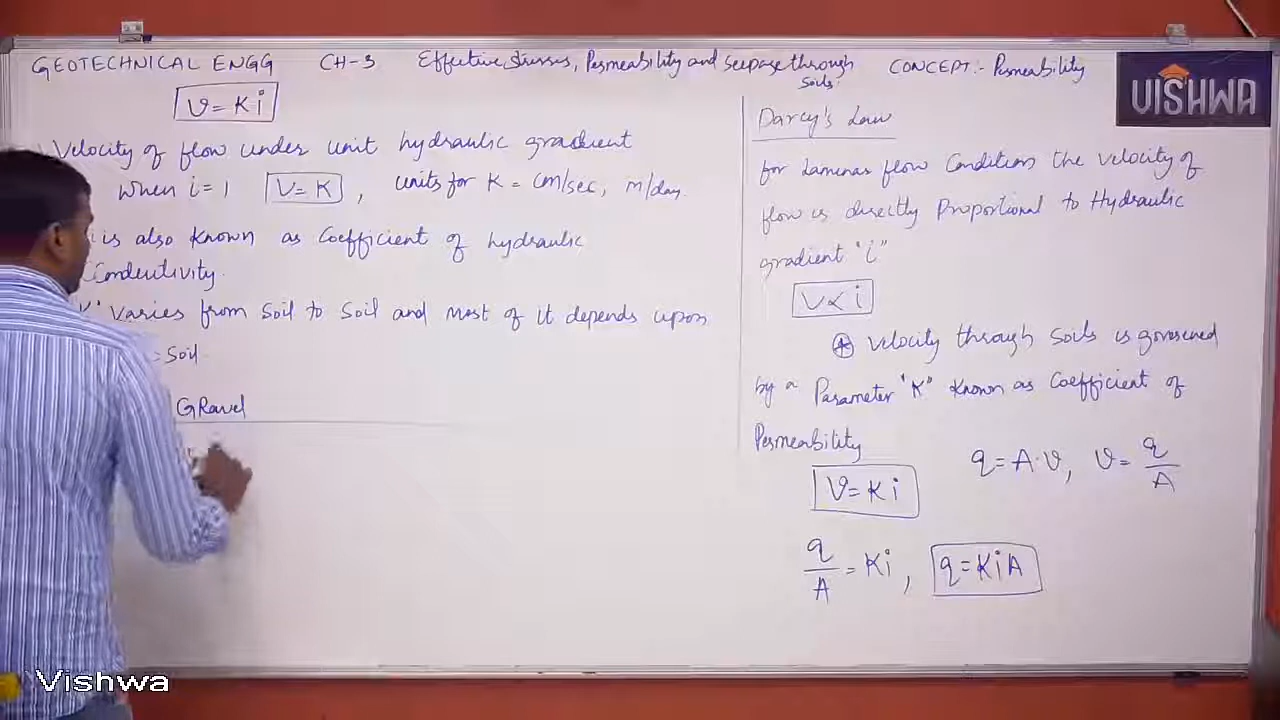 GEOTECHNICAL ENGG CH-3 Effective stresses, Permeability and seepage through Soils. CONCEPT:- Permeability
VISHWA
V = Ki
Velocity of flow under unit hydraulic gradient
When i = 1 V = K , units for K = cm/sec, m/day.
is also known as Coefficient of hydraulic
Conductivity.
K' varies from Soil to Soil and most of it depends upon
= Soil
GRavel
Darcy's Law
for Laminar flow Conditions the velocity of
flow is directly Proportional to Hydraulic
gradient "i"
V ∝ i
* Velocity through Soils is governed
by a Parameter "K" Known as Coefficient of
Permeability
q = A.v, v = q/A
V = Ki
q/A = Ki , q = KiA
Vishwa